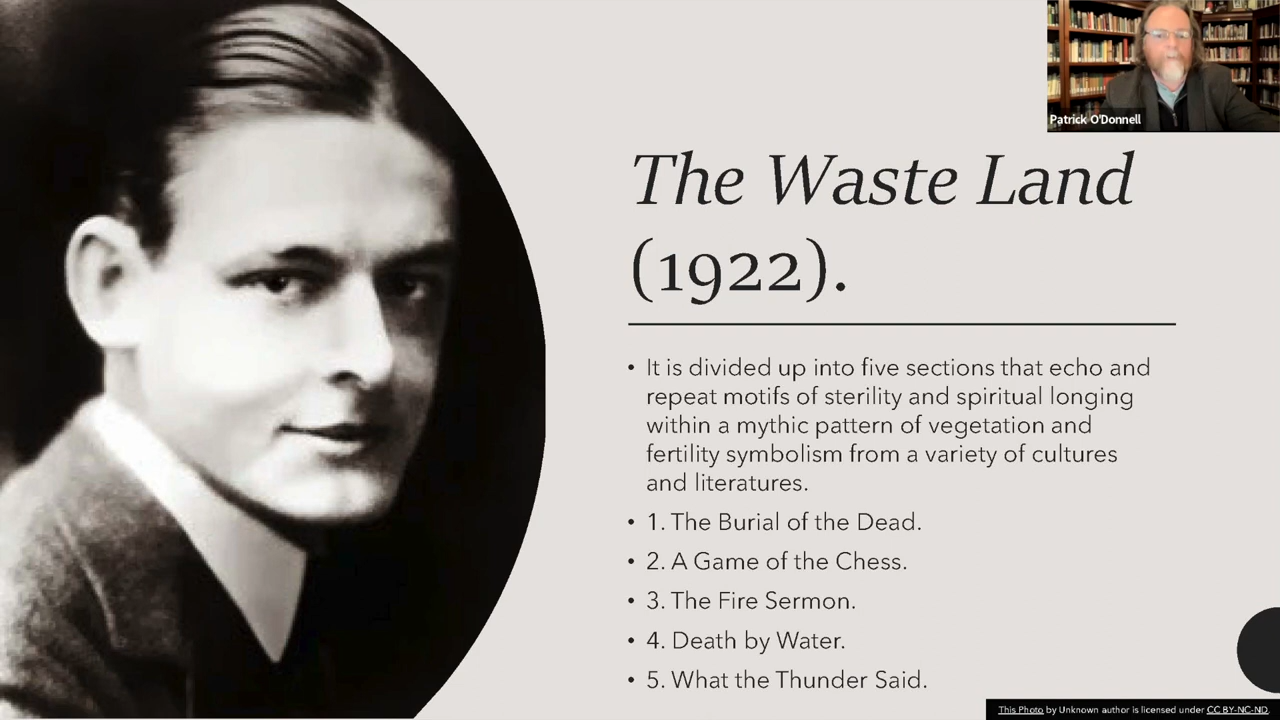 Patrick O'Donnell
The Waste Land
(1922).
• It is divided up into five sections that echo and
repeat motifs of sterility and spiritual longing
within a mythic pattern of vegetation and
fertility symbolism from a variety of cultures
and literatures.
• 1. The Burial of the Dead.
• 2. A Game of the Chess.
• 3. The Fire Sermon.
• 4. Death by Water.
• 5. What the Thunder Said.
This Photo by Unknown author is licensed under CC BY-NC-ND.